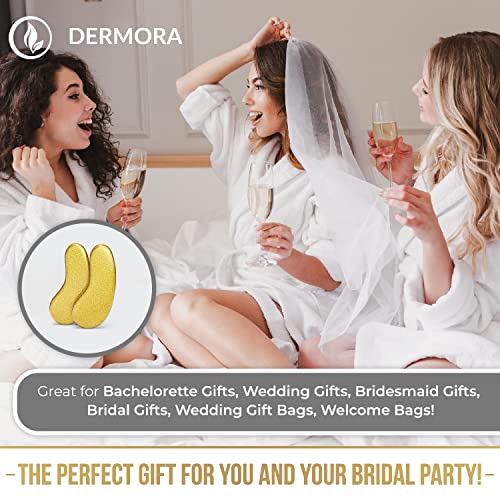 DERMORA
Great for Bachelorette Gifts, Wedding Gifts, Bridesmaid Gifts,
Bridal Gifts, Wedding Gift Bags, Welcome Bags!
-THE PERFECT GIFT FOR YOU AND YOUR BRIDAL PARTY!-